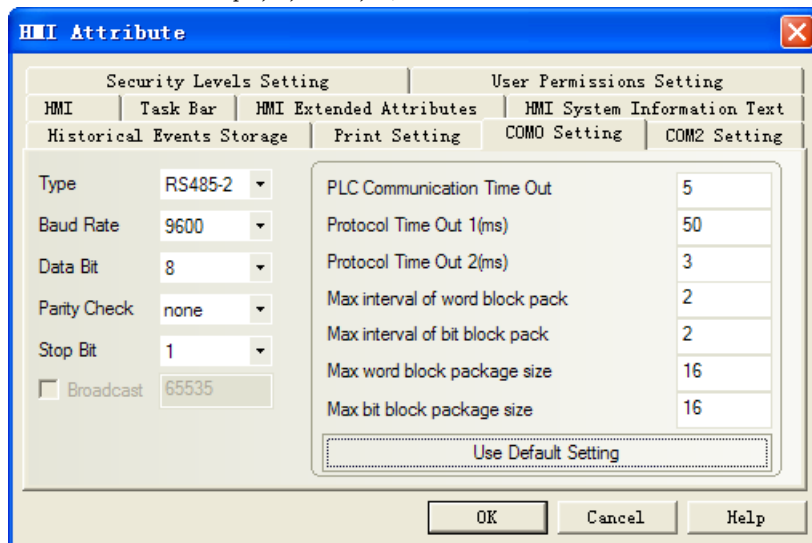 HMI Attribute
Security Levels Setting User Permissions Setting
HMI Task Bar HMI Extended Attributes HMI System Information Text
Historical Events Storage Print Setting COM0 Setting COM2 Setting
Type RS485-2 PLC Communication Time Out 5
Baud Rate 9600 Protocol Time Out 1(ms) 50
Data Bit 8 Protocol Time Out 2(ms) 3
Parity Check none Max interval of word block pack 2
Stop Bit 1 Max interval of bit block pack 2
Broadcast 65535 Max word block package size 16
Max bit block package size 16
Use Default Setting
OK Cancel Help